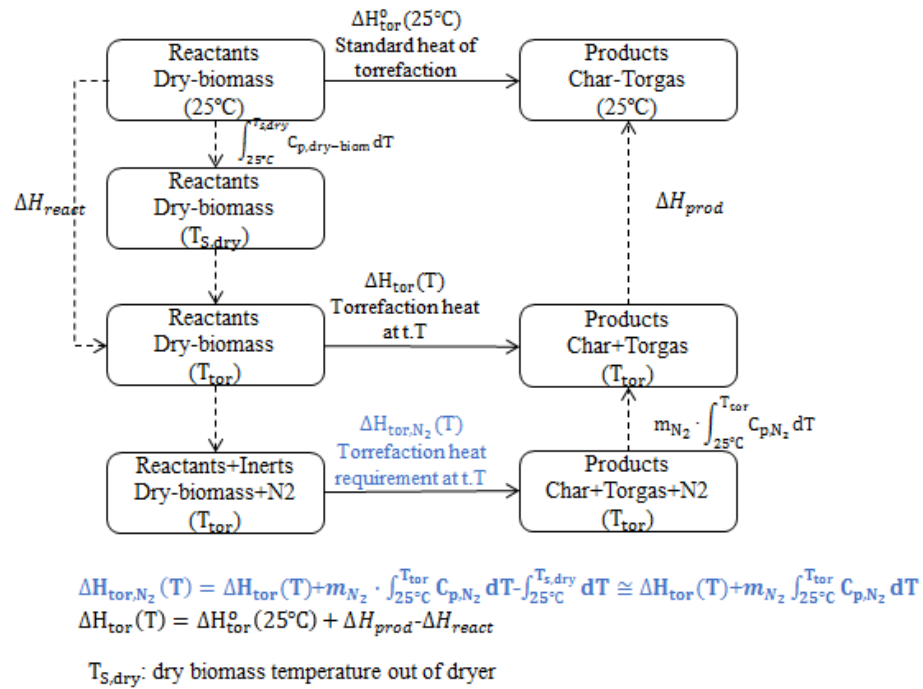 Reactants
Dry-biomass
(25℃)
ΔH°tor(25℃)
Standard heat of
torrefaction
Products
Char-Torgas
(25℃)
∫25℃^Ts,dry Cp,dry−biom dT
ΔHreact
Reactants
Dry-biomass
(TS,dry)
ΔHprod
Reactants
Dry-biomass
(Ttor)
ΔHtor(T)
Torrefaction heat
at t.T
Products
Char+Torgas
(Ttor)
mN2 · ∫25℃^Ttor Cp,N2 dT
Reactants+Inerts
Dry-biomass+N2
(Ttor)
ΔHtor,N2(T)
Torrefaction heat
requirement at t.T
Products
Char+Torgas+N2
(Ttor)
ΔHtor,N2(T) = ΔHtor(T)+mN2 · ∫25℃^Ttor Cp,N2 dT-∫25℃^Ts,dry dT ≅ ΔHtor(T)+mN2 ∫25℃^Ttor Cp,N2 dT
ΔHtor(T) = ΔH°tor(25℃) + ΔHprod-ΔHreact
TS,dry: dry biomass temperature out of dryer